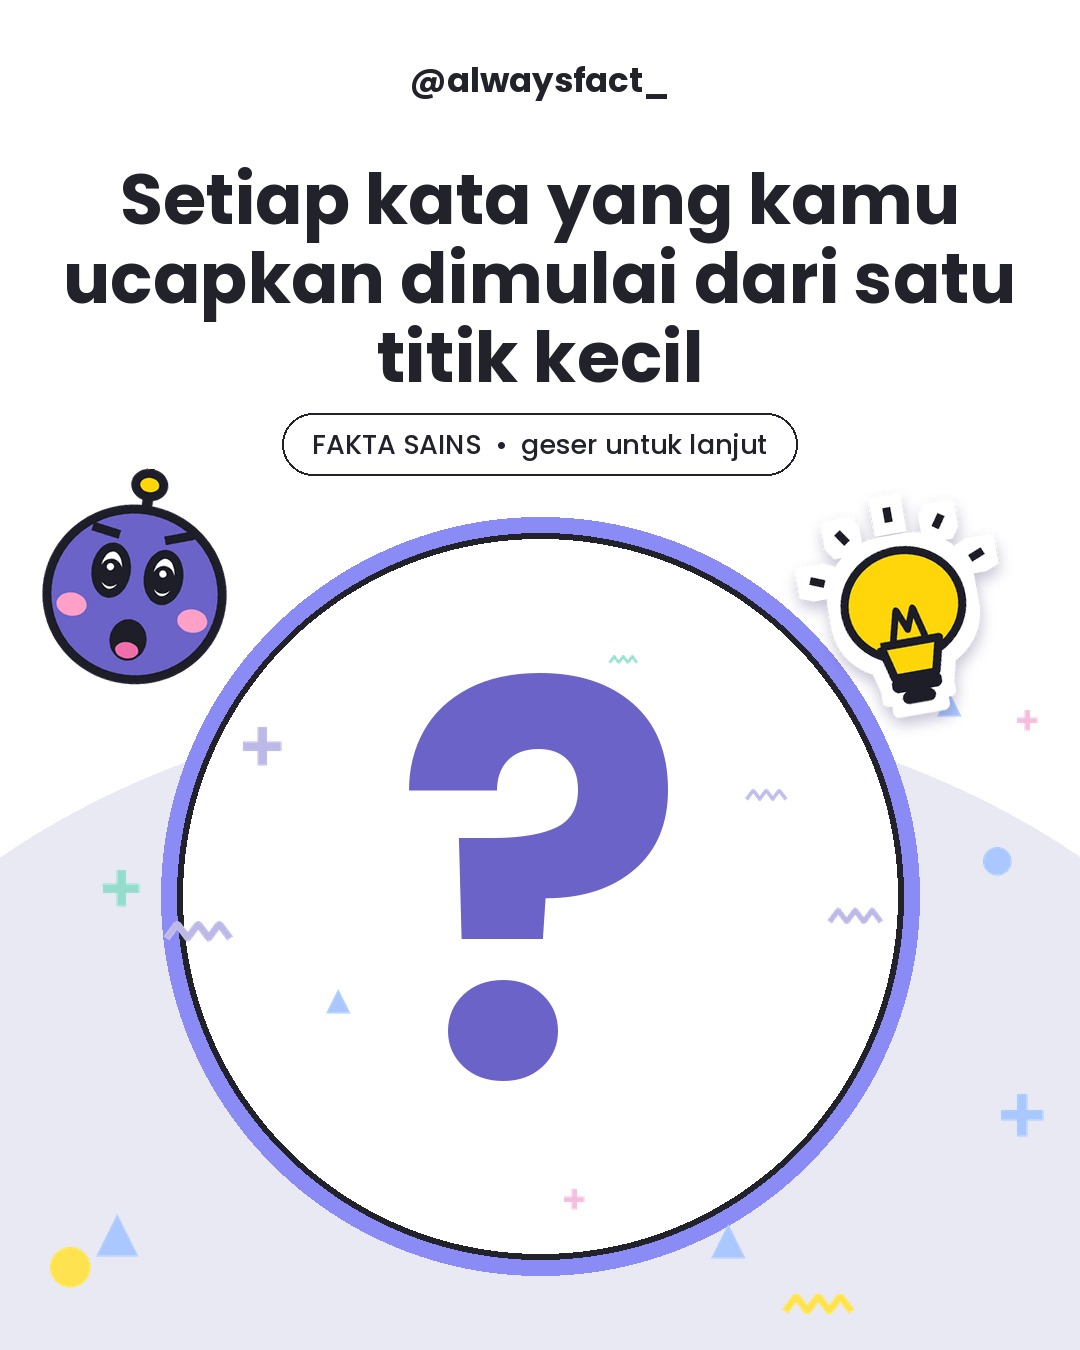 @alwaysfact_
Setiap kata yang kamu
ucapkan dimulai dari satu
titik kecil
FAKTA SAINS • geser untuk lanjut
?